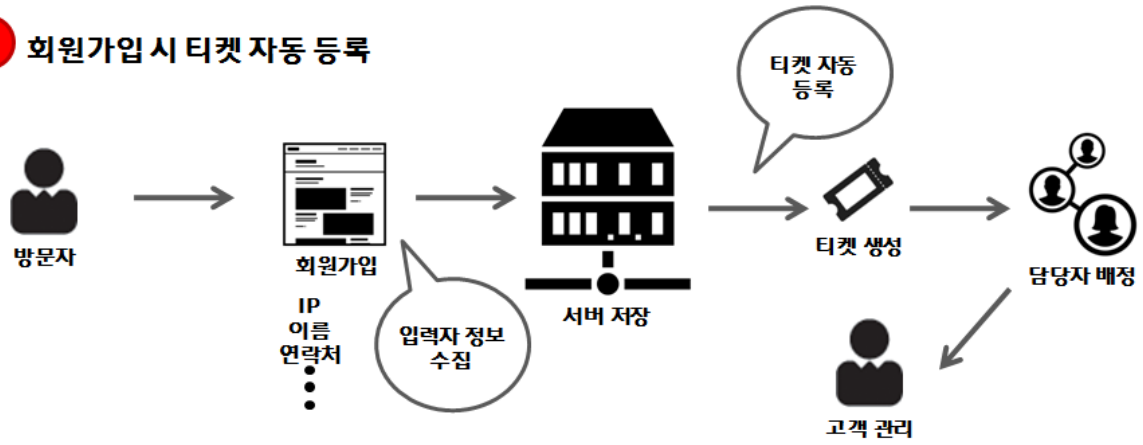 회원가입 시 티켓 자동 등록
티켓 자동
등록
방문자
회원가입
IP
이름
연락처
입력자 정보
수집
서버 저장
티켓 생성
담당자 배정
고객 관리